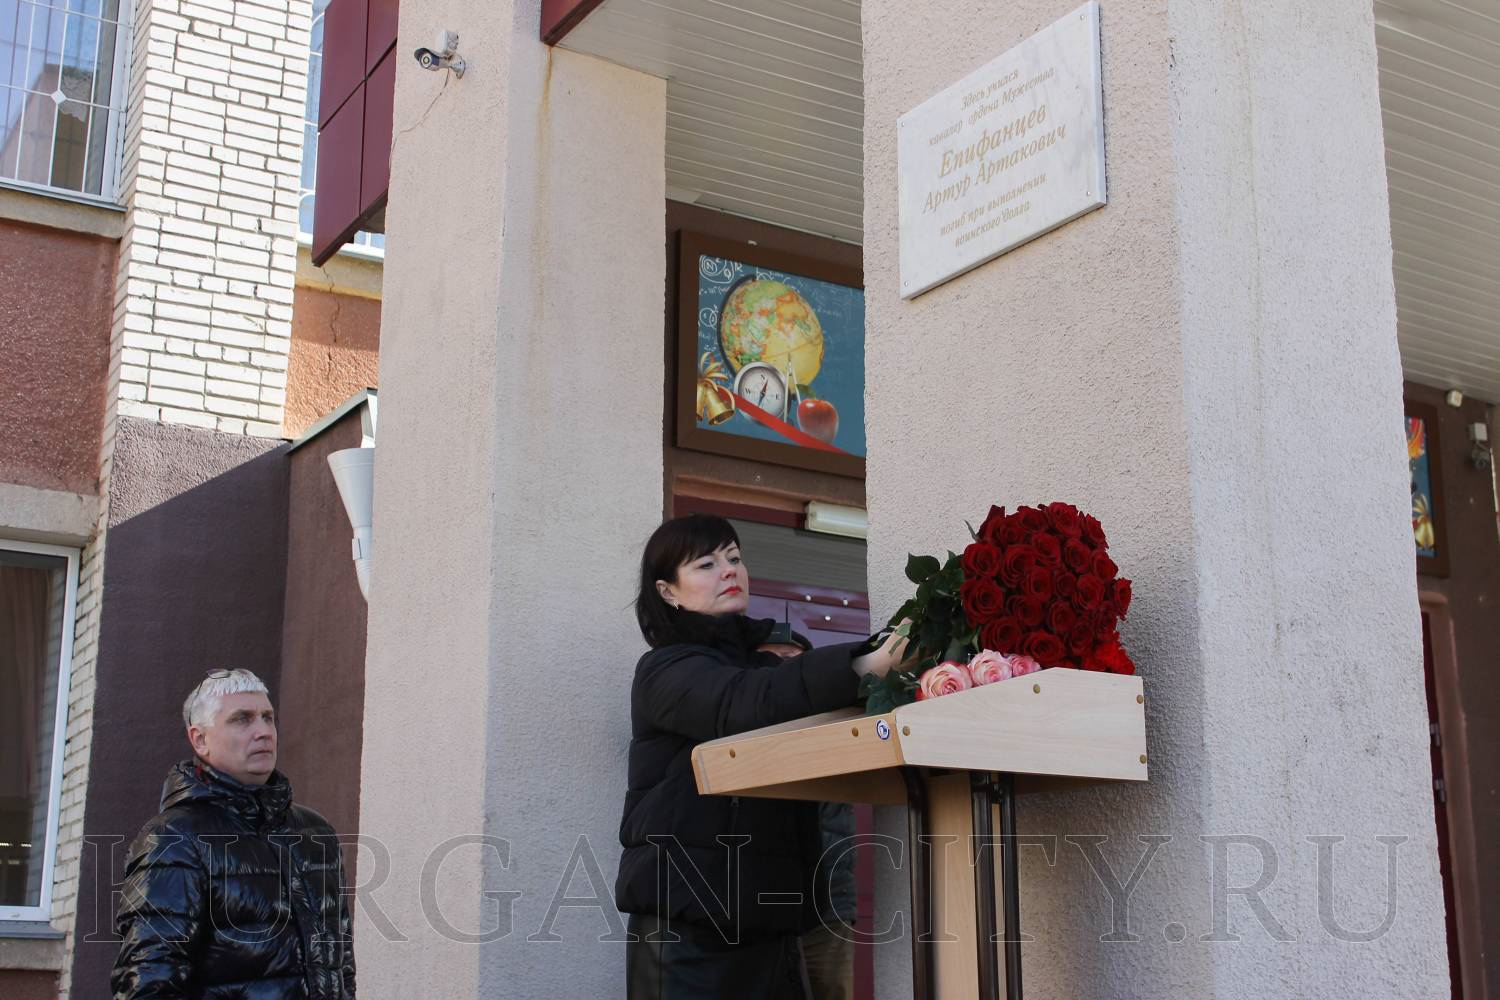 Здесь учился
кавалер ордена Мужества
Епифанцев
Артур Артакович
погиб при выполнении
воинского долга
KURGAN-CITY.RU